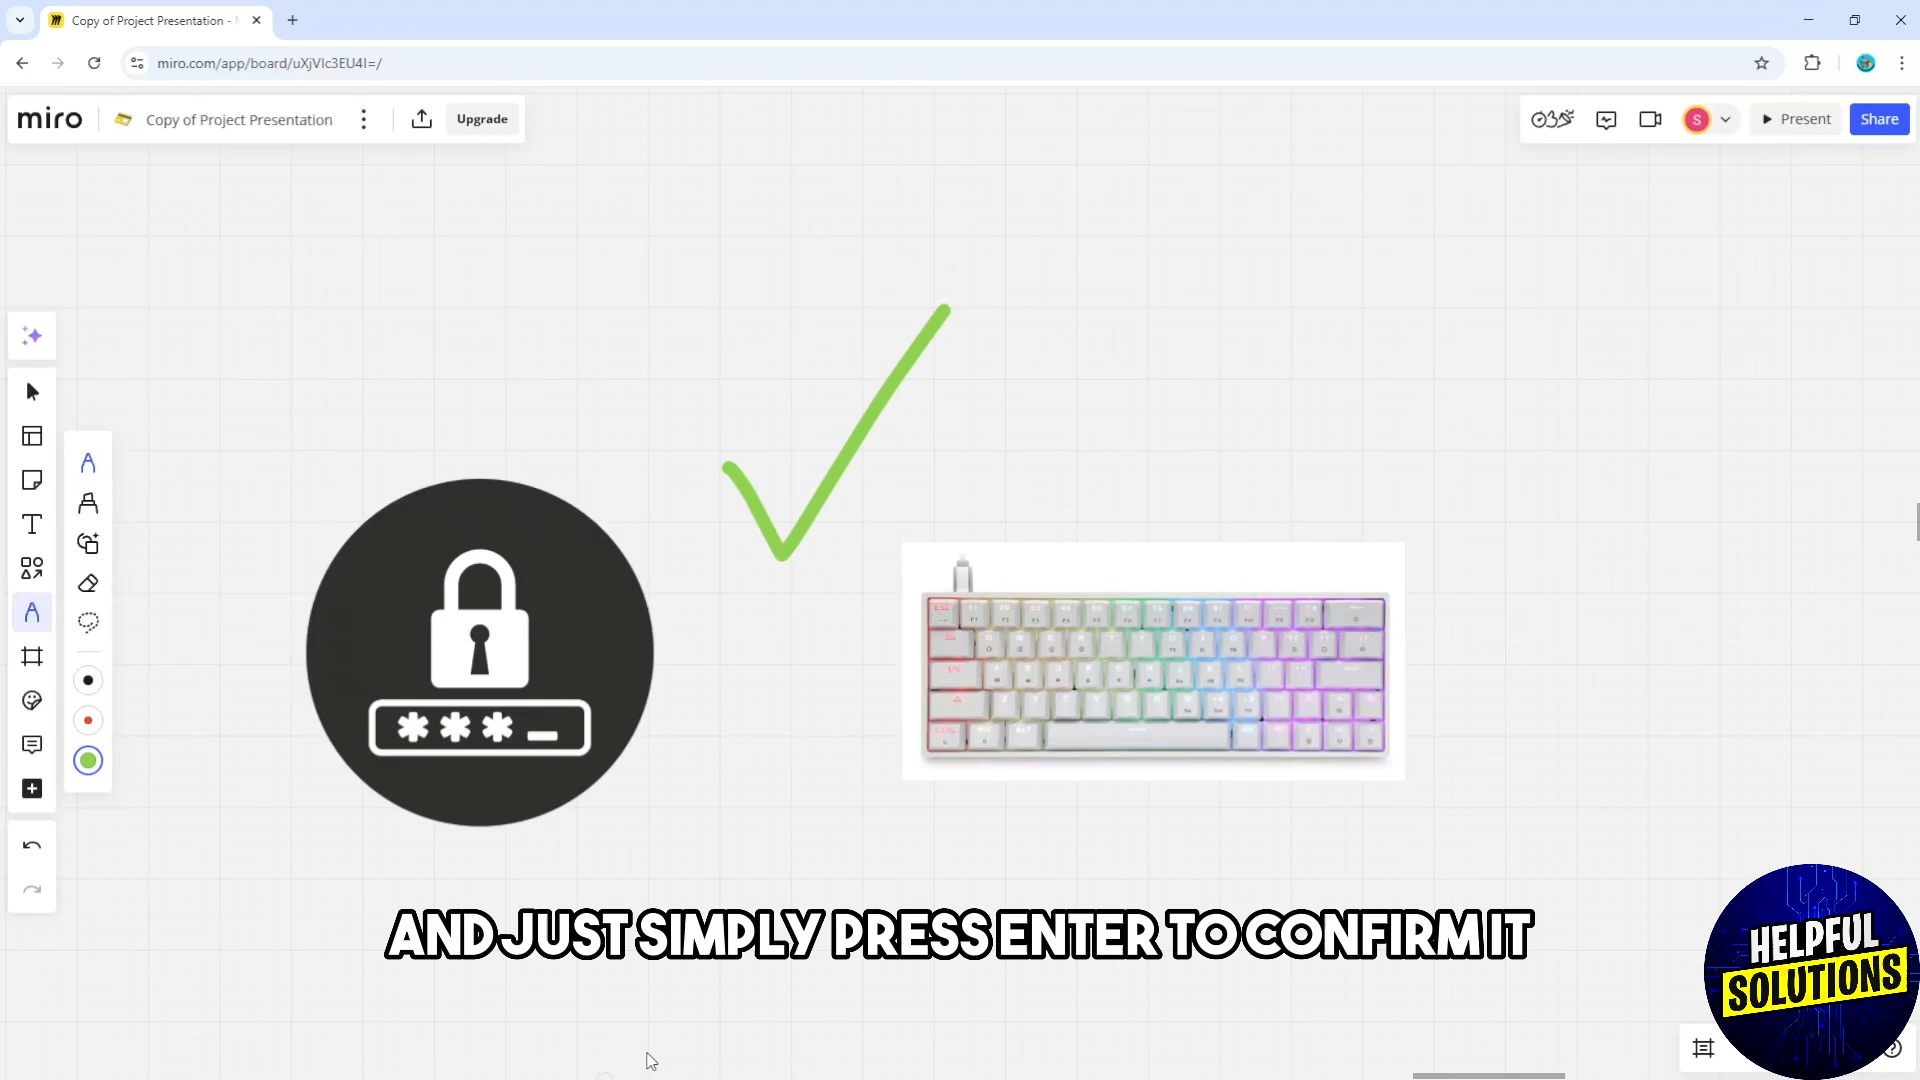 Copy of Project Presentation -
miro.com/app/board/uXjVIc3EU4I=/
miro
Copy of Project Presentation
Upgrade
S
Present
Share
***_
AND JUST SIMPLY PRESS ENTER TO CONFIRM IT
HELPFUL
SOLUTIONS